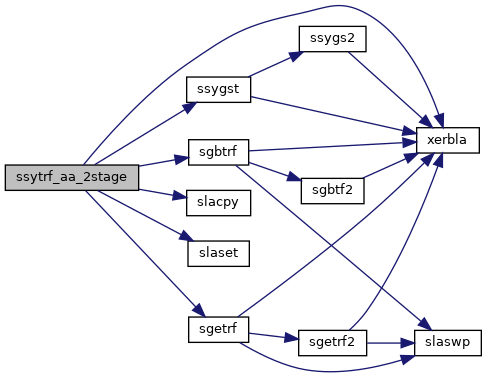 ssygs2
ssygst
xerbla
sgbtrf
ssytrf_aa_2stage
sgbtf2
slacpy
slaset
sgetrf
sgetrf2
slaswp